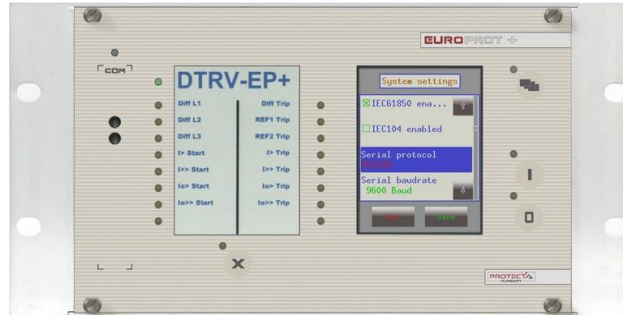 EUROPROT +
COM
DTRV-EP+
Diff L1 Diff Trip
Diff L2 REF1 Trip
Diff L3 REF2 Trip
I> Start I> Trip
I>> Start I>> Trip
Io> Start Io> Trip
Io>> Start Io>> Trip
System settings
IEC61850 ena...
IEC104 enabled
Serial protocol
Serial baudrate
9600 Baud
Save
I
O
X
PROTECTA
HUNGARY